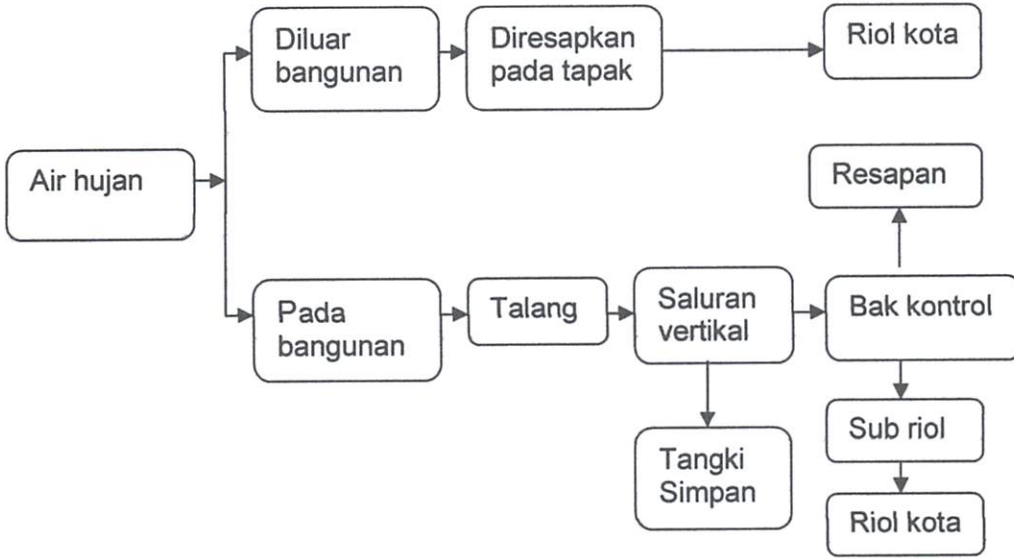 Diluar
bangunan
Diresapkan
pada tapak
Riol kota
Air hujan
Resapan
Pada
bangunan
Talang
Saluran
vertikal
Bak kontrol
Tangki
Simpan
Sub riol
Riol kota